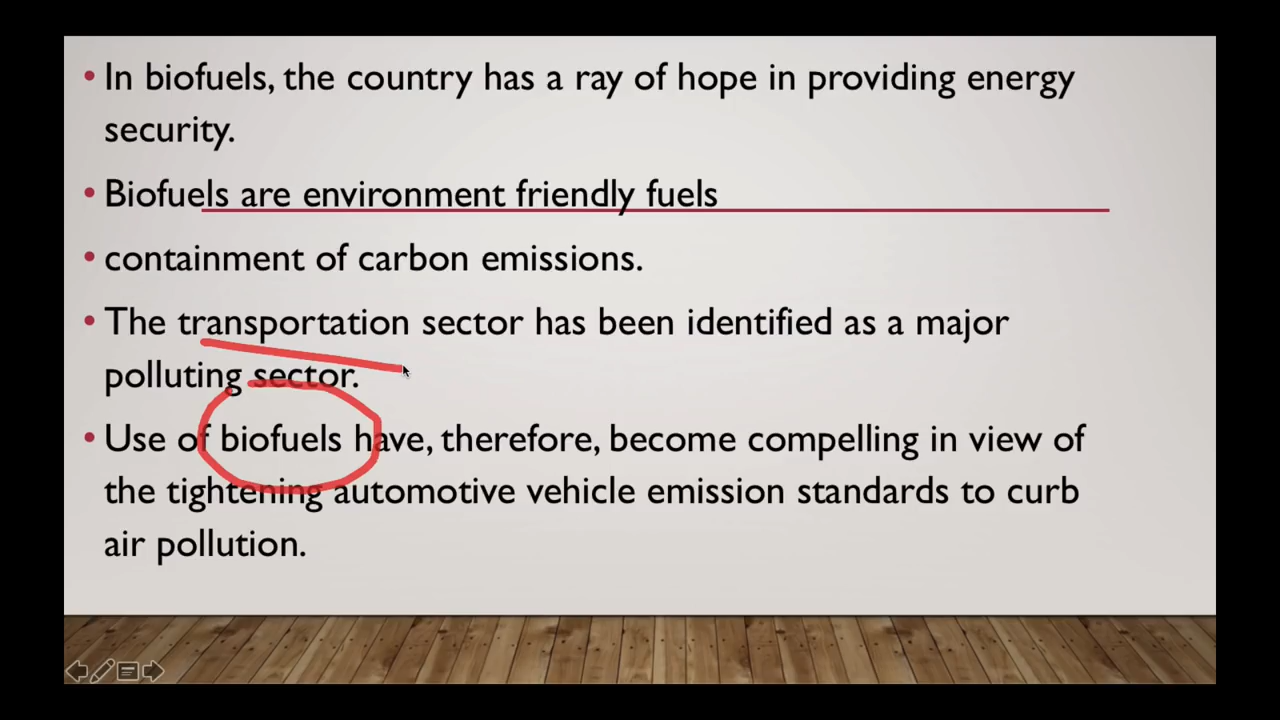 • In biofuels, the country has a ray of hope in providing energy
security.
• Biofuels are environment friendly fuels
• containment of carbon emissions.
• The transportation sector has been identified as a major
polluting sector.
• Use of biofuels have, therefore, become compelling in view of
the tightening automotive vehicle emission standards to curb
air pollution.